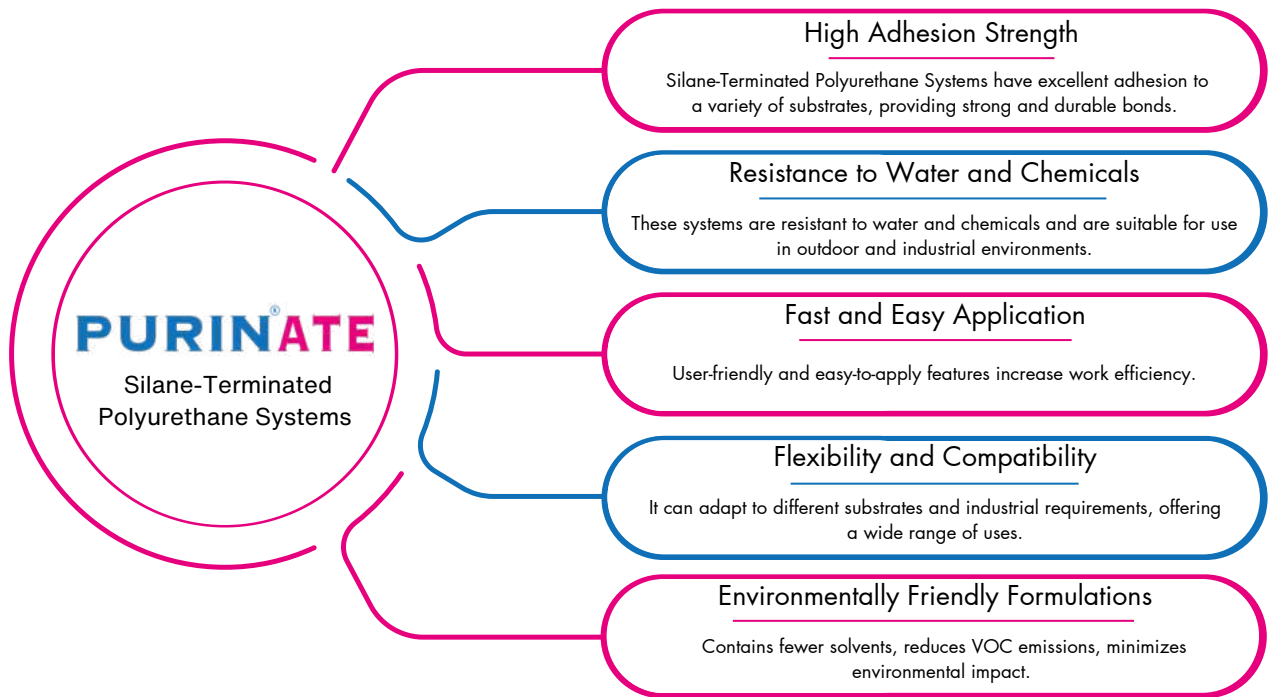 PURINATE®
Silane-Terminated
Polyurethane Systems
High Adhesion Strength
Silane-Terminated Polyurethane Systems have excellent adhesion to
a variety of substrates, providing strong and durable bonds.
Resistance to Water and Chemicals
These systems are resistant to water and chemicals and are suitable for use
in outdoor and industrial environments.
Fast and Easy Application
User-friendly and easy-to-apply features increase work efficiency.
Flexibility and Compatibility
It can adapt to different substrates and industrial requirements, offering
a wide range of uses.
Environmentally Friendly Formulations
Contains fewer solvents, reduces VOC emissions, minimizes
environmental impact.